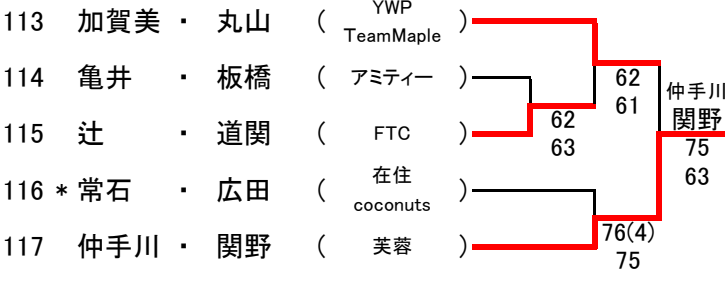 113 加賀美 ・ 丸山 ( YWP TeamMaple )
114 亀井 ・ 板橋 ( アミティー )
115 辻 ・ 道関 ( FTC )
116 * 常石 ・ 広田 ( 在住 coconuts )
117 仲手川 ・ 関野 ( 芙蓉 )
62
63
62
61
76(4)
75
仲手川
関野
75
63